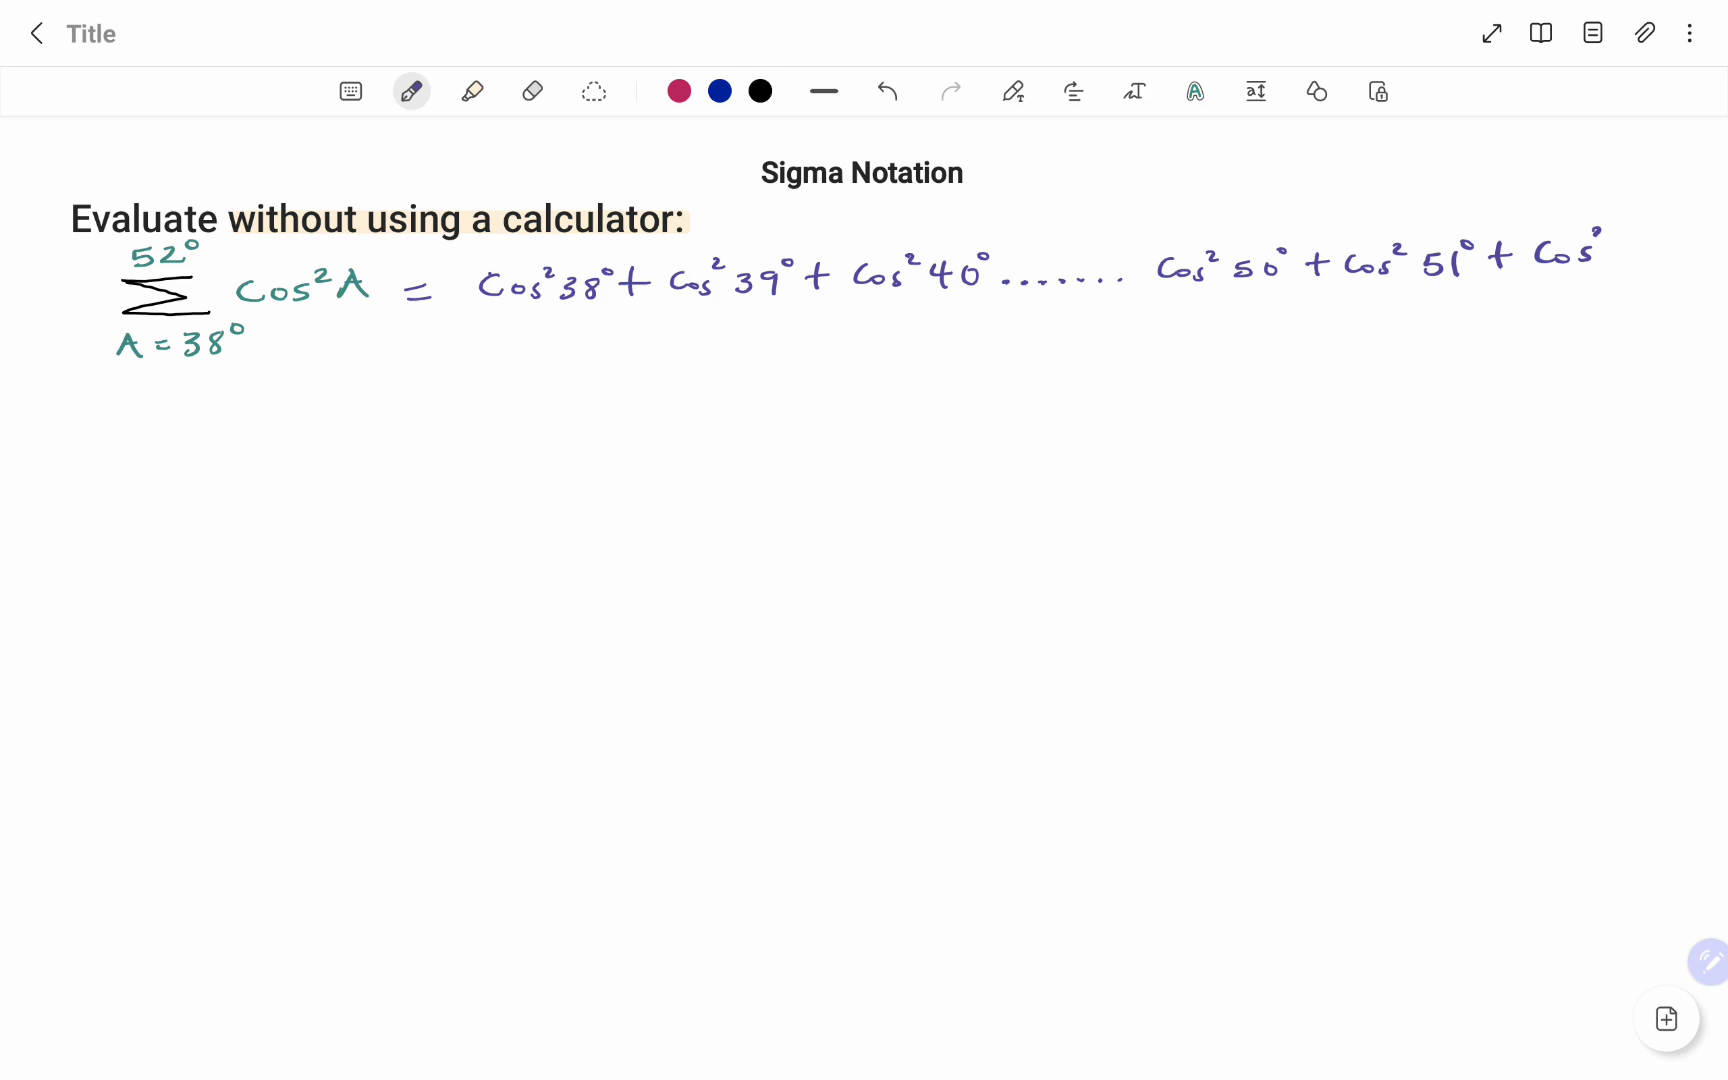 Title
Sigma Notation
Evaluate without using a calculator:
52°
∑ Cos²A = Cos²38° + Cos²39° + Cos²40° ........ Cos²50° + Cos²51° + Cos
A = 38°